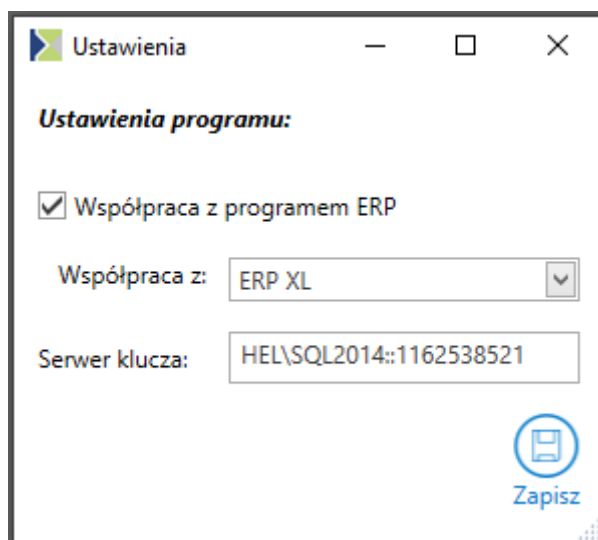 Ustawienia
Ustawienia programu:
Współpraca z programem ERP
Współpraca z: ERP XL
Serwer klucza: HEL\SQL2014::1162538521
Zapisz